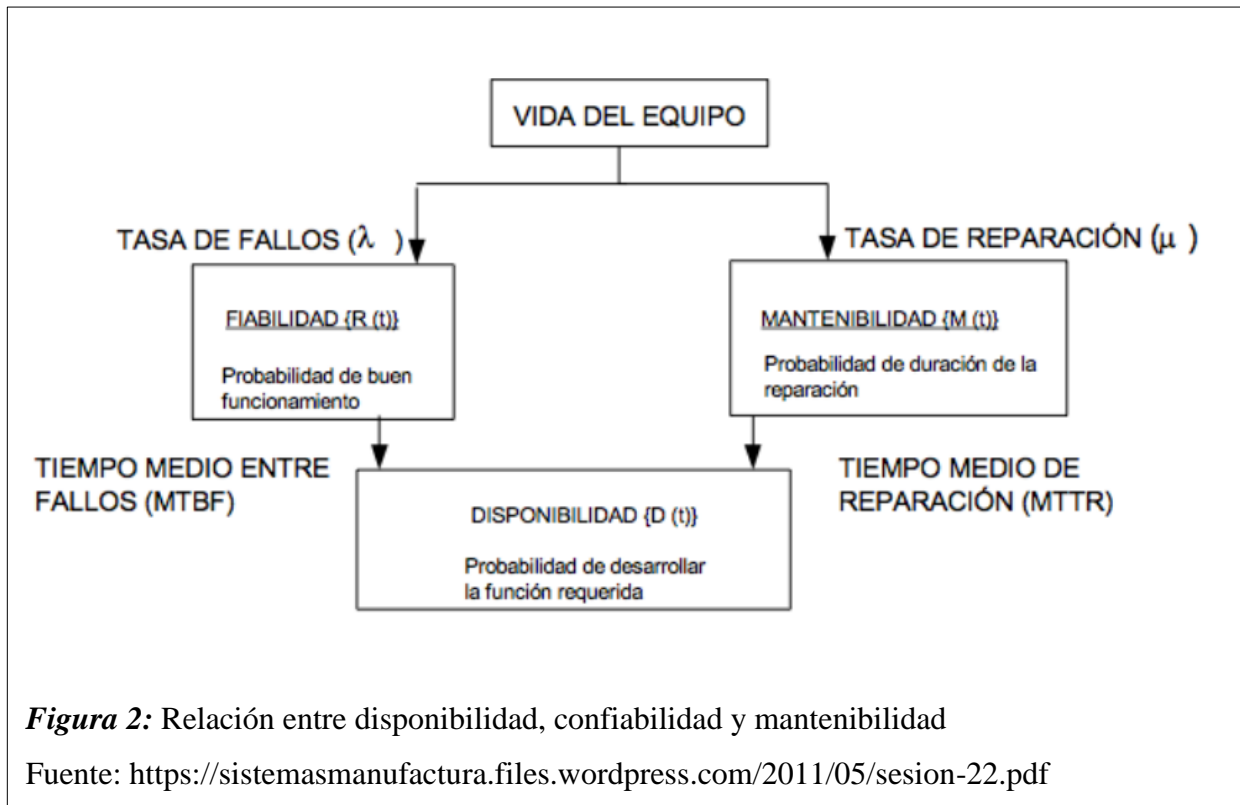 VIDA DEL EQUIPO
TASA DE FALLOS (λ )
TASA DE REPARACIÓN (μ )
FIABILIDAD {R (t)}
Probabilidad de buen
funcionamiento
MANTENIBILIDAD {M (t)}
Probabilidad de duración de la
reparación
TIEMPO MEDIO ENTRE
FALLOS (MTBF)
TIEMPO MEDIO DE
REPARACIÓN (MTTR)
DISPONIBILIDAD {D (t)}
Probabilidad de desarrollar
la función requerida
Figura 2: Relación entre disponibilidad, confiabilidad y mantenibilidad
Fuente: https://sistemasmanufactura.files.wordpress.com/2011/05/sesion-22.pdf